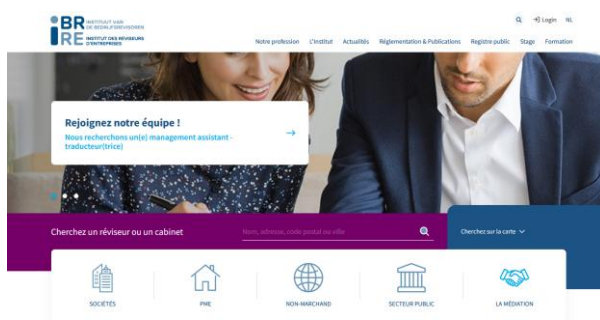 BR
RE
INSTITUUT VAN
DE BEDRIJFSREVISOREN
INSTITUT DES RÉVISEURS
D'ENTREPRISES
Login NL
Notre profession L'Institut Actualités Réglementation & Publications Registre public Stage Formation
Rejoignez notre équipe !
Nous recherchons un(e) management assistant -
traducteur(trice)
Cherchez un réviseur ou un cabinet
Nom, adresse, code postal ou ville
Cherchez sur la carte
SOCIÉTÉS PME NON-MARCHAND SECTEUR PUBLIC LA MÉDIATION